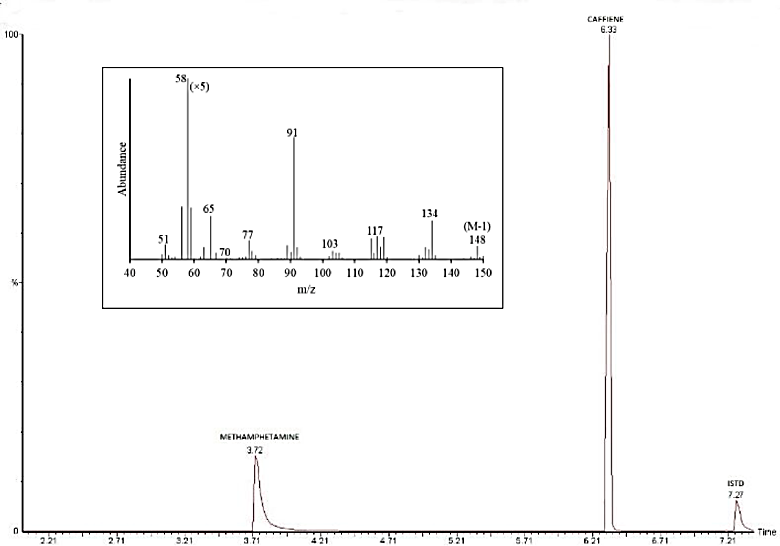 CAFFIENE
6.33
100
58 (×5)
91
Abundance
65
134
(M-1)
51
77
117
148
70
103
40 50 60 70 80 90 100 110 120 130 140 150
m/z
%
METHAMPHETAMINE
3.72
ISTD
7.27
0
Time
2.21 2.71 3.21 3.71 4.21 4.71 5.21 5.71 6.21 6.71 7.21